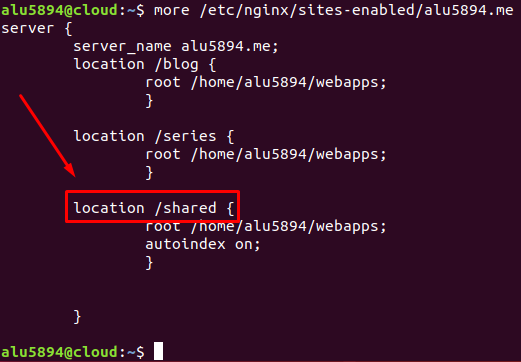 alu5894@cloud:~$ more /etc/nginx/sites-enabled/alu5894.me
server {
        server_name alu5894.me;
        location /blog {
                root /home/alu5894/webapps;
                }

        location /series {
                root /home/alu5894/webapps;
                }

        location /shared {
                root /home/alu5894/webapps;
                autoindex on;
                }


        }

alu5894@cloud:~$